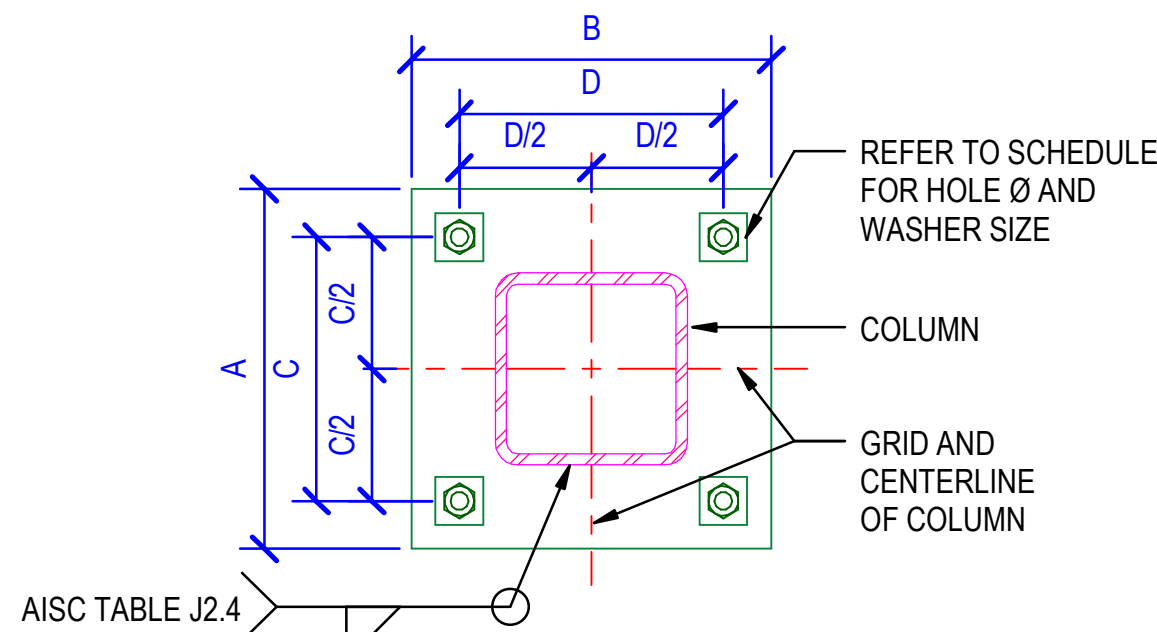 B
D
D/2 D/2
REFER TO SCHEDULE
FOR HOLE Ø AND
WASHER SIZE
C/2
A
C
COLUMN
C/2
GRID AND
CENTERLINE
OF COLUMN
AISC TABLE J2.4